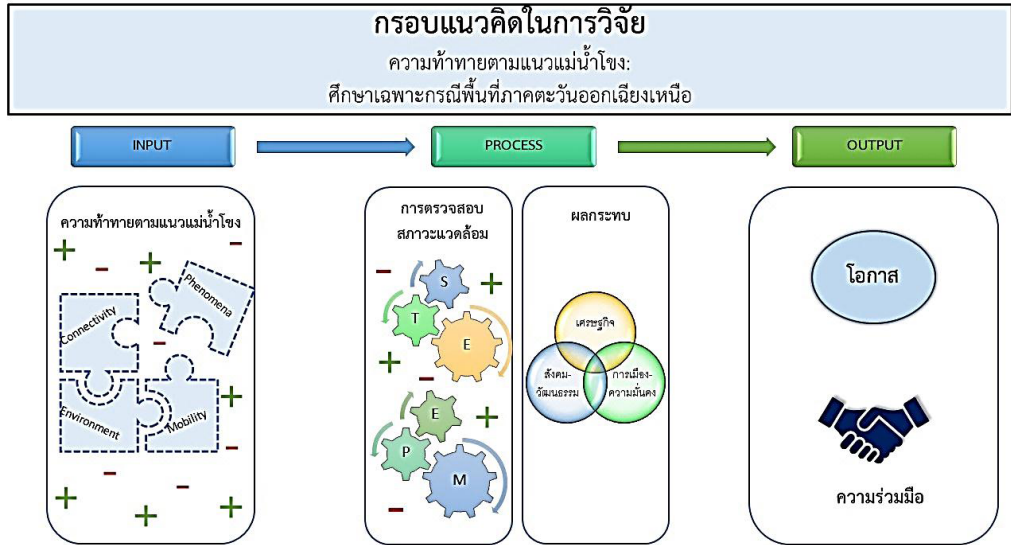 กรอบแนวคิดในการวิจัย
ความท้าทายตามแนวแม่น้ำโขง:
ศึกษาเฉพาะกรณีพื้นที่ภาคตะวันออกเฉียงเหนือ
INPUT
PROCESS
OUTPUT
ความท้าทายตามแนวแม่น้ำโขง
Phenomena
Connectivity
Environment
Mobility
การตรวจสอบ
สภาวะแวดล้อม
S
T
E
E
P
M
ผลกระทบ
เศรษฐกิจ
สังคม-
วัฒนธรรม
การเมือง-
ความมั่นคง
โอกาส
ความร่วมมือ